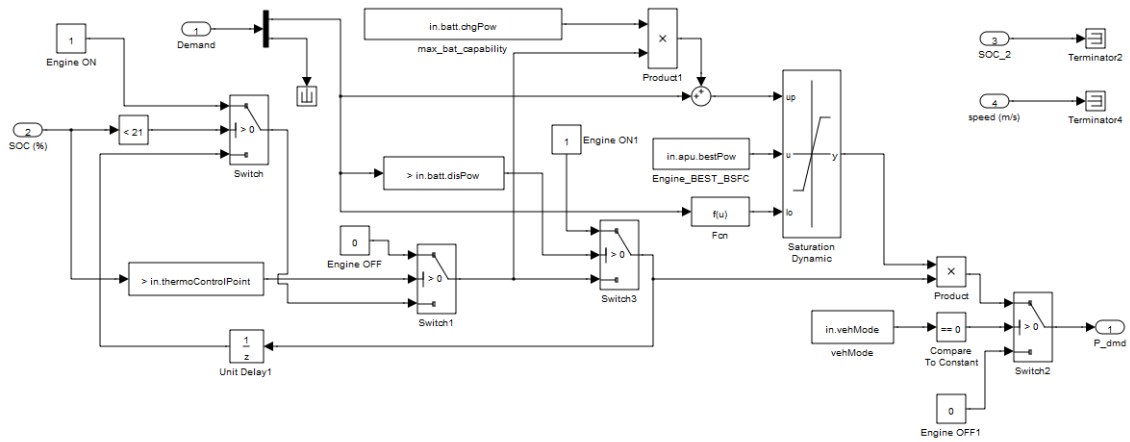 1
Engine ON
1
Demand
in.batt.chgPow
max_bat_capability
×
Product1
3
SOC_2
Terminator2
4
speed (m/s)
Terminator4
2
SOC (%)
< 21
> 0
Switch
+
+
up
u
lo
y
Saturation
Dynamic
1
Engine ON1
in.apu.bestPow
Engine_BEST_BSFC
> in.batt.disPow
f(u)
Fcn
0
Engine OFF
> 0
Switch1
> 0
Switch3
> in.thermoControlPoint
×
Product
1
z
Unit Delay1
in.vehMode
vehMode
== 0
Compare
To Constant
> 0
Switch2
1
P_dmd
0
Engine OFF1